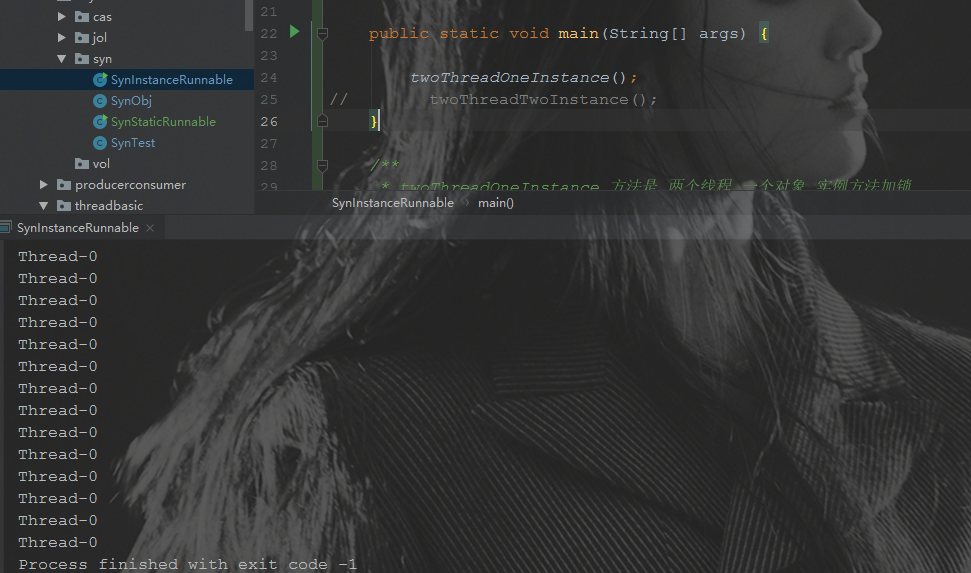 cas
jol
syn
SynInstanceRunnable
SynObj
SynStaticRunnable
SynTest
vol
producerconsumer
threadbasic
21
22 public static void main(String[] args) {
23
24 twoThreadOneInstance();
25 // twoThreadTwoInstance();
26 }
27
28 /**
29 * twoThreadOneInstance 方法是 两个线程 一个对象 实例方法加锁
SynInstanceRunnable › main()
SynInstanceRunnable ×
Thread-0
Thread-0
Thread-0
Thread-0
Thread-0
Thread-0
Thread-0
Thread-0
Thread-0
Thread-0
Thread-0
Thread-0
Thread-0
Thread-0
Process finished with exit code -1